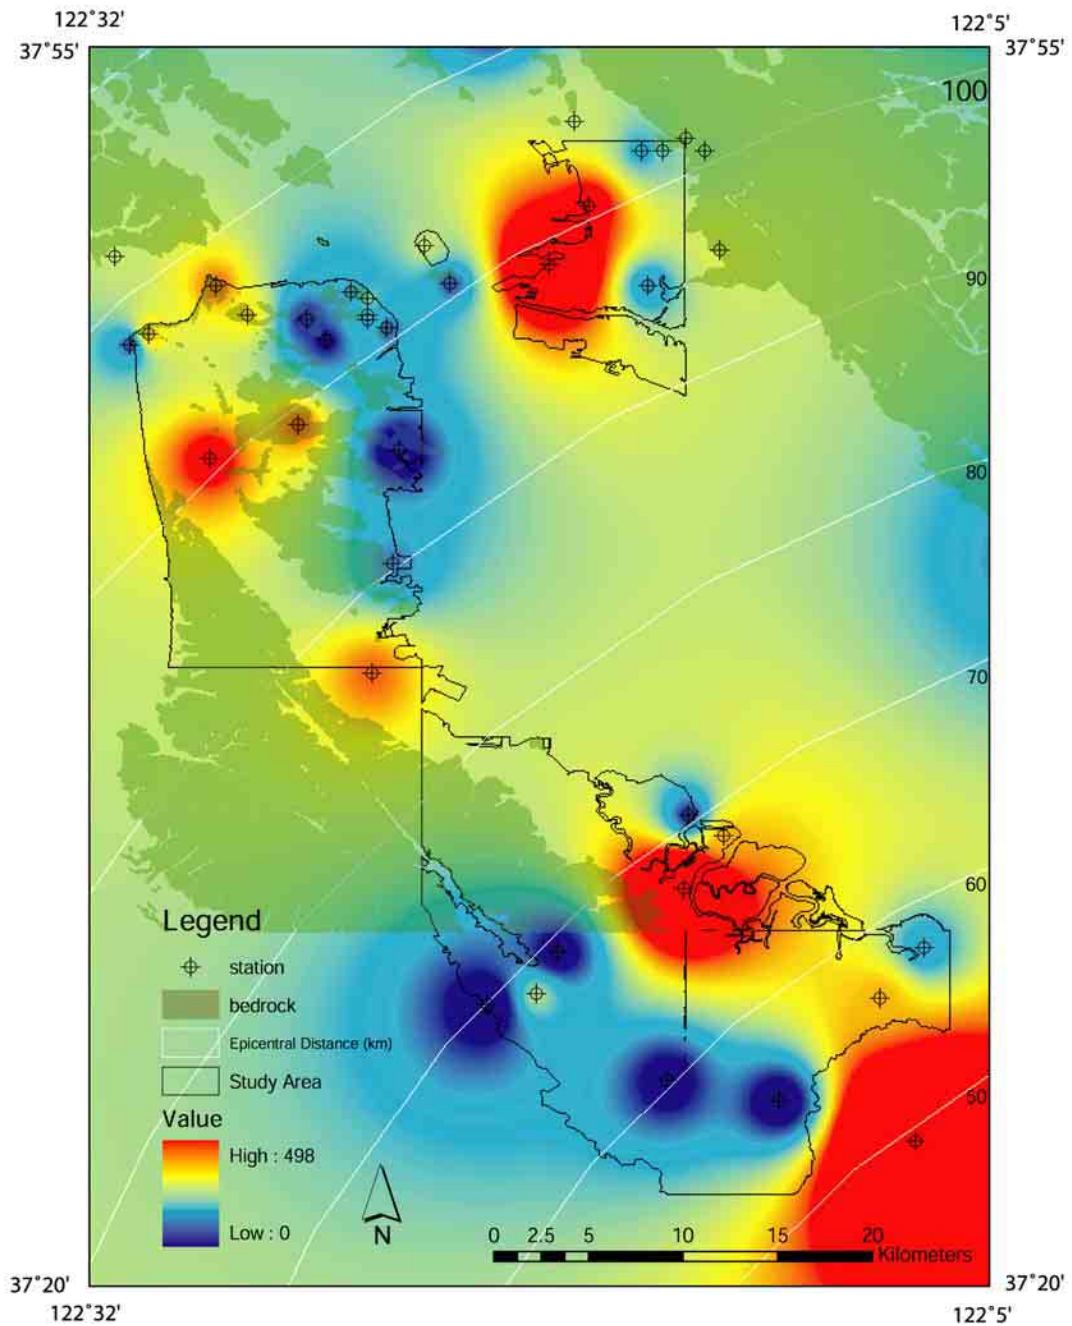 122°32'
122°5'
37°55'
37°55'
100
90
80
70
60
50
Legend
station
bedrock
Epicentral Distance (km)
Study Area
Value
High : 498
Low : 0
N
0 2.5 5 10 15 20
Kilometers
37°20'
37°20'
122°32'
122°5'